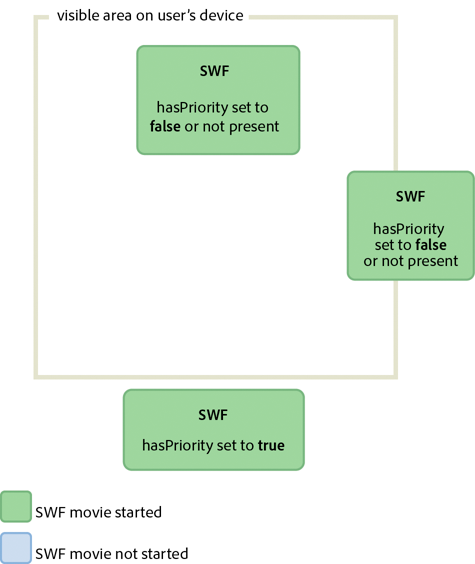 visible area on user's device
SWF
hasPriority set to
false or not present
SWF
hasPriority
set to false
or not present
SWF
hasPriority set to true
SWF movie started
SWF movie not started